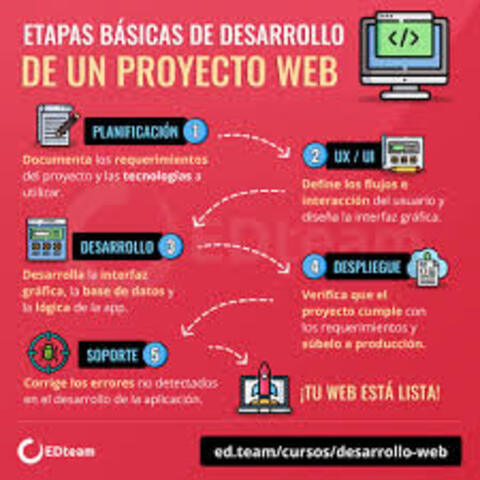 ETAPAS BÁSICAS DE DESARROLLO
DE UN PROYECTO WEB
</>
PLANIFICACIÓN 1
Documenta los requerimientos
del proyecto y las tecnologías a
utilizar.
2 UX / UI
Define los flujos e
interacción del usuario y
diseña la interfaz gráfica.
DESARROLLO 3
Desarrolla la interfaz
gráfica, la base de datos y
la lógica de la app.
4 DESPLIEGUE
Verifica que el
proyecto cumple con
los requerimientos y
súbelo a producción.
SOPORTE 5
Corrige los errores no detectados
en el desarrollo de la aplicación.
¡TU WEB ESTÁ LISTA!
EDteam
EDteam
ed.team/cursos/desarrollo-web